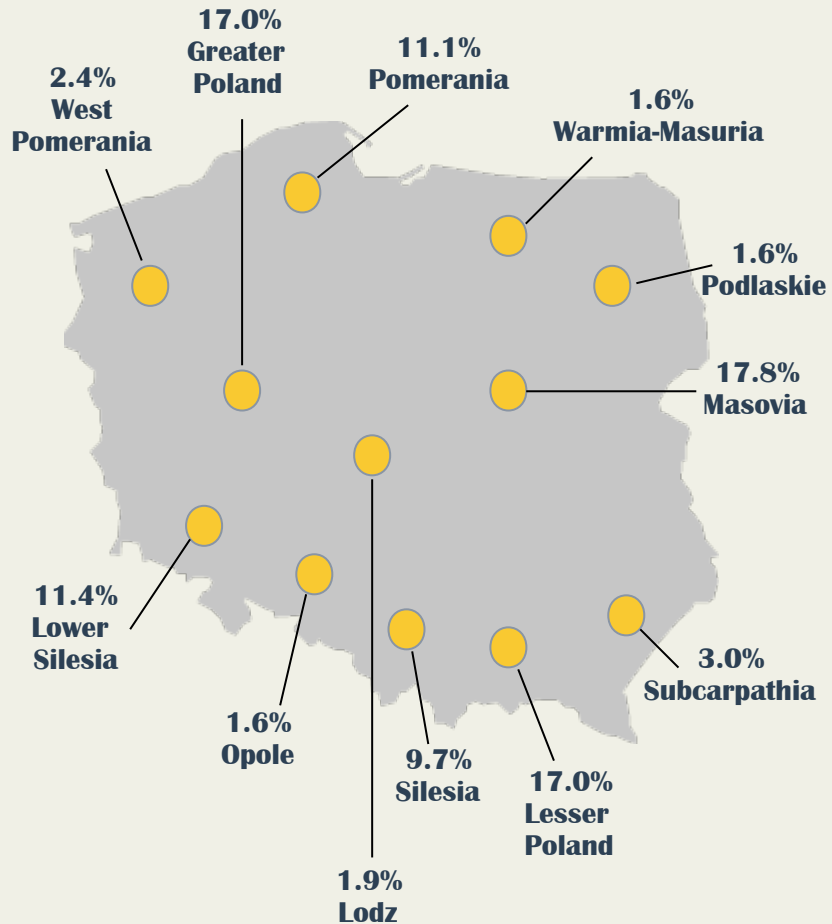 17.0%
Greater
Poland
11.1%
Pomerania
2.4%
West
Pomerania
1.6%
Warmia-Masuria
1.6%
Podlaskie
17.8%
Masovia
11.4%
Lower
Silesia
3.0%
Subcarpathia
1.6%
Opole
9.7%
Silesia
17.0%
Lesser
Poland
1.9%
Lodz